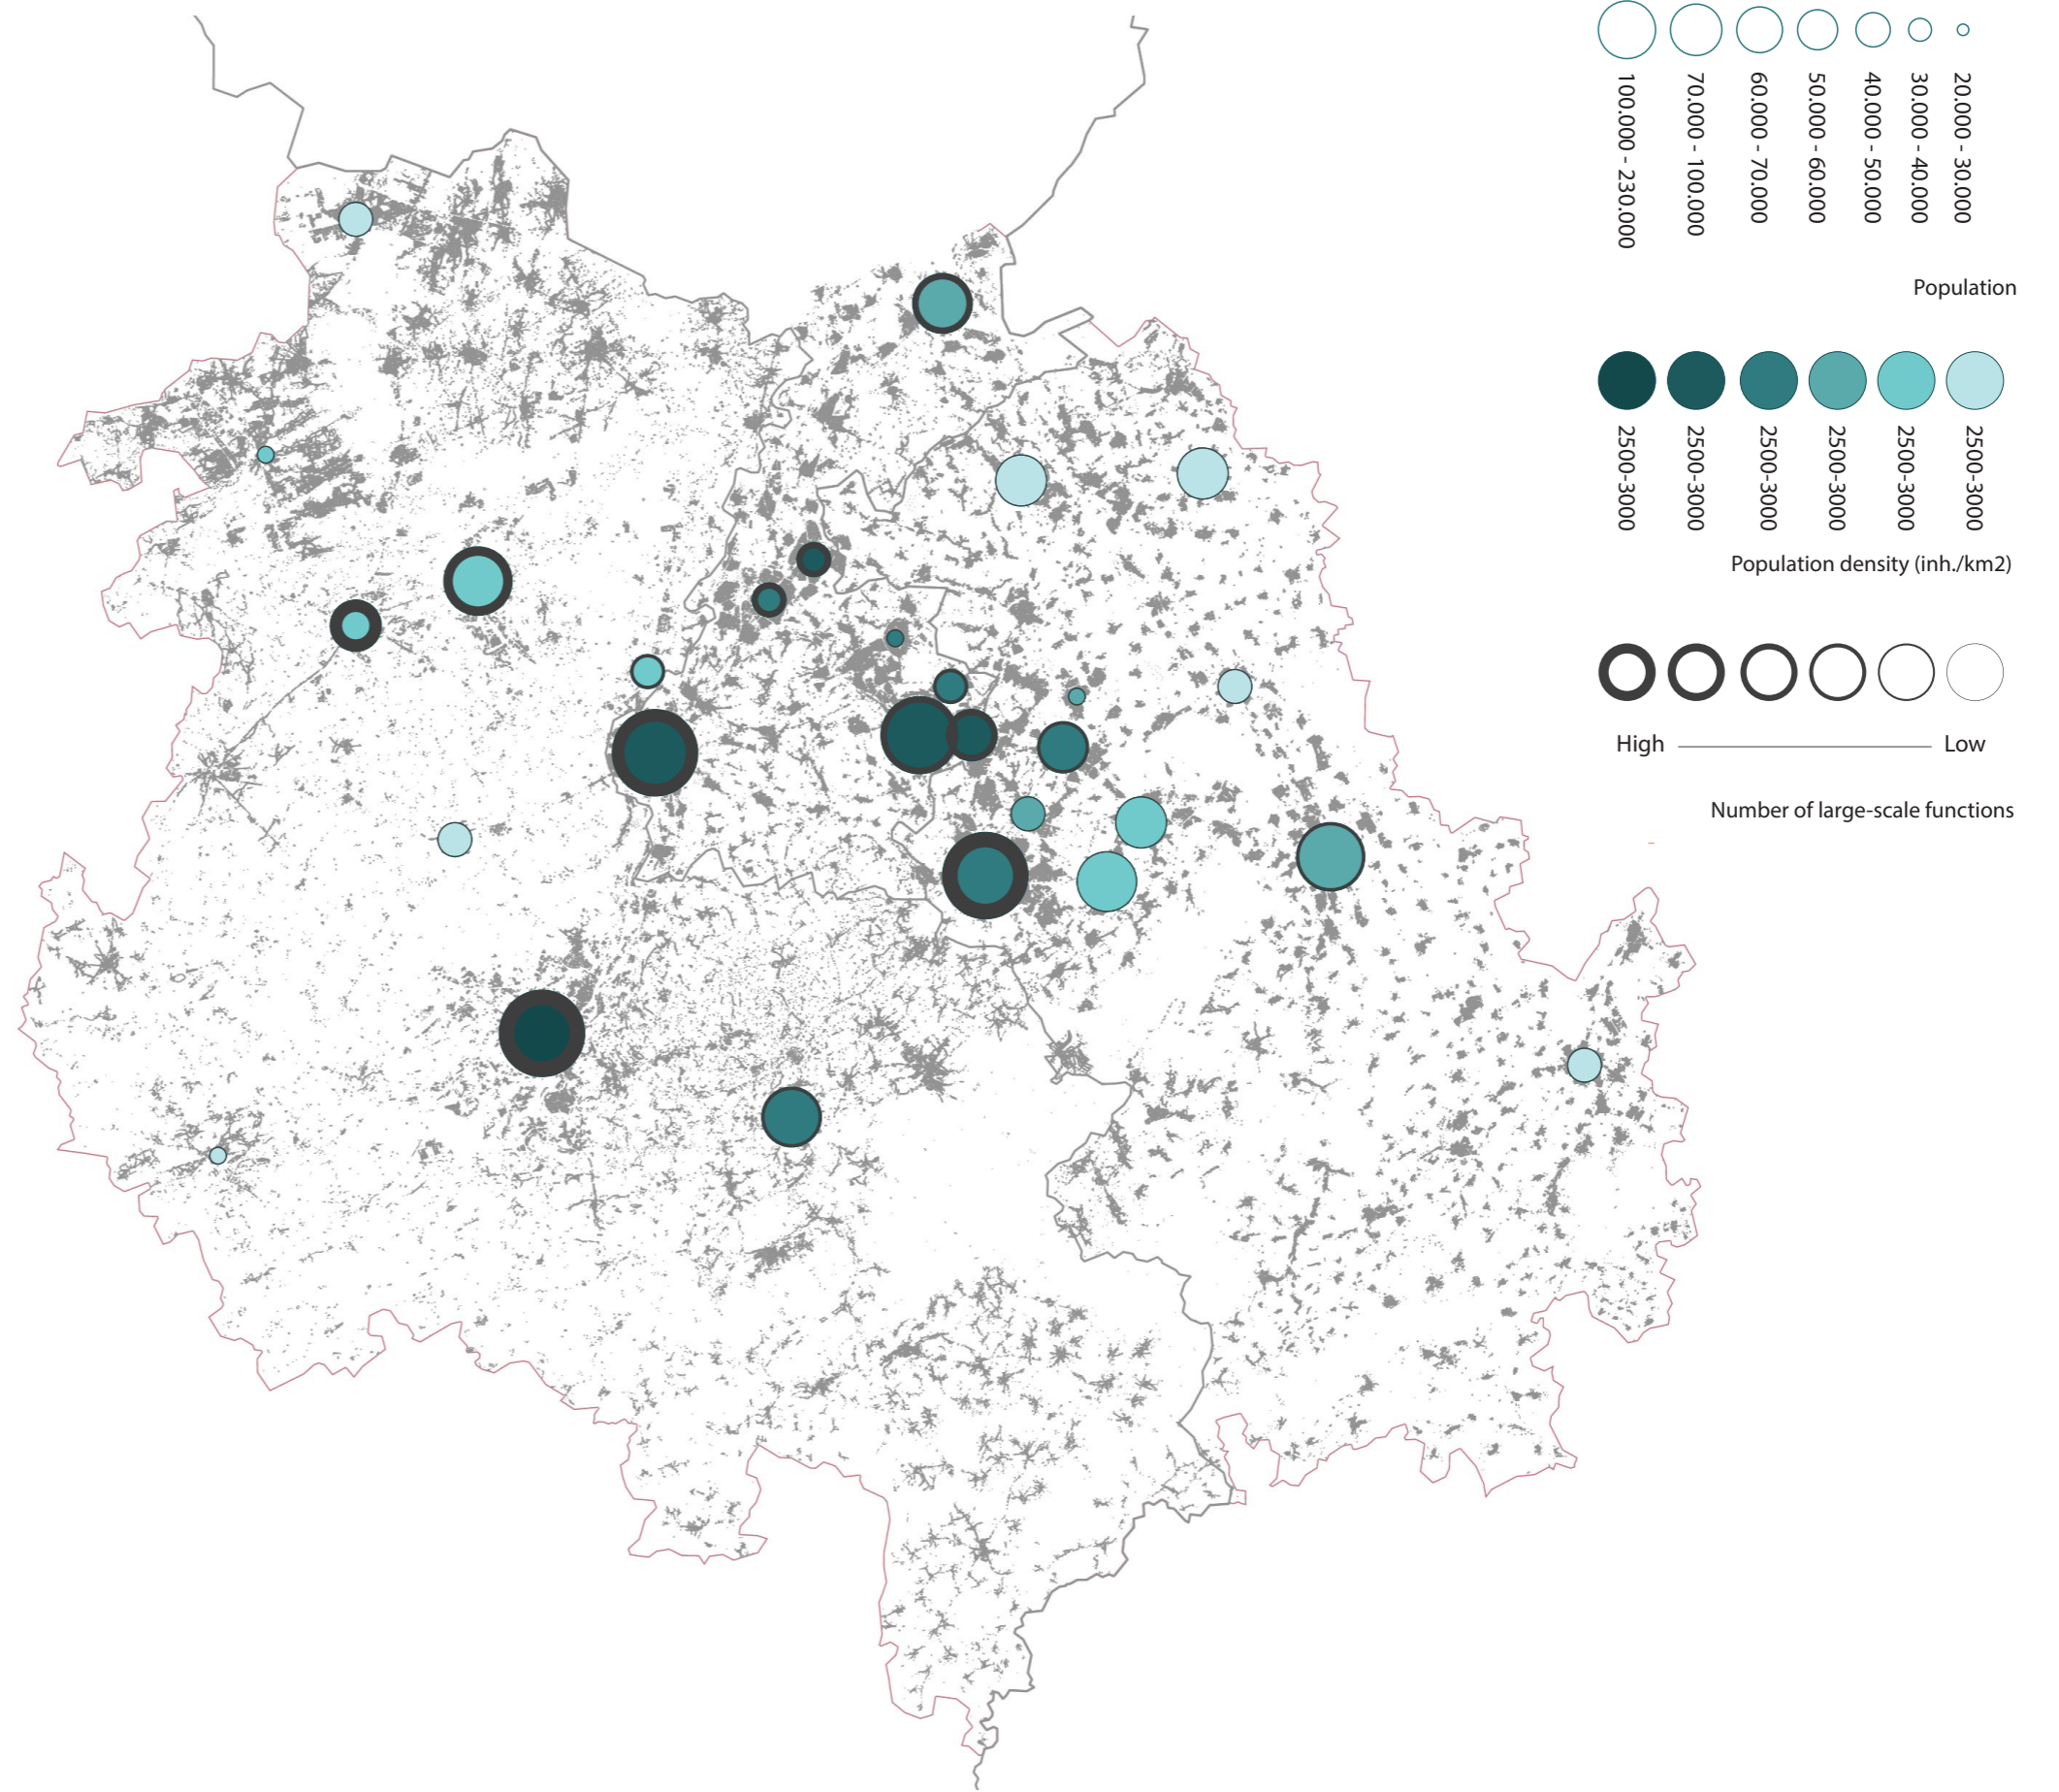 100.000 - 230.000
70.000 - 100.000
60.000 - 70.000
50.000 - 60.000
40.000 - 50.000
30.000 - 40.000
20.000 - 30.000
Population
2500-3000
2500-3000
2500-3000
2500-3000
2500-3000
2500-3000
Population density (inh./km2)
High
Low
Number of large-scale functions